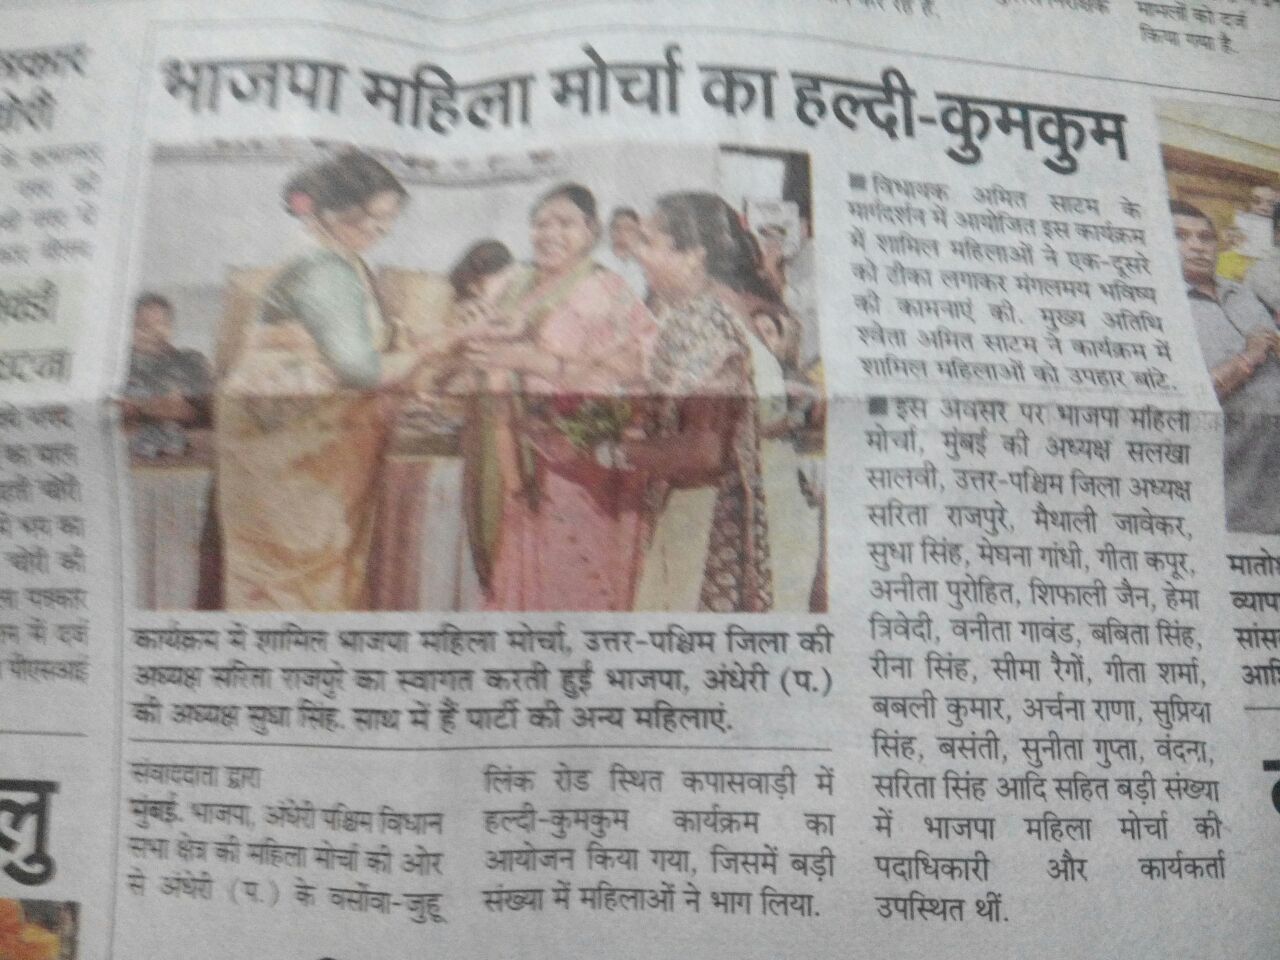 मामलों को दर्ज
किया गया है.
भाजपा महिला मोर्चा का हल्दी-कुमकुम
कार्यक्रम में शामिल भाजपा महिला मोर्चा, उत्तर-पश्चिम जिला की
अध्यक्ष सरिता राजपुरे का स्वागत करती हुई भाजपा, अंधेरी (प.)
की अध्यक्ष सुधा सिंह. साथ में हैं पार्टी की अन्य महिलाएं.
संवाददाता द्वारा
मुंबई. भाजपा, अंधेरी पश्चिम विधान
सभा क्षेत्र की महिला मोर्चा की ओर
से अंधेरी (प.) के वर्सोवा-जुहू
लिंक रोड स्थित कपासवाड़ी में
हल्दी-कुमकुम कार्यक्रम का
आयोजन किया गया, जिसमें बड़ी
संख्या में महिलाओं ने भाग लिया.
■ विधायक अमित साटम के
मार्गदर्शन में आयोजित इस कार्यक्रम
में शामिल महिलाओं ने एक-दूसरे
को टीका लगाकर मंगलमय भविष्य
की कामनाएं की. मुख्य अतिथि
श्वेता अमित साटम ने कार्यक्रम में
शामिल महिलाओं को उपहार बांटे.
■ इस अवसर पर भाजपा महिला
मोर्चा, मुंबई की अध्यक्ष सलखा
सालवी, उत्तर-पश्चिम जिला अध्यक्ष
सरिता राजपुरे, मैथाली जावेकर,
सुधा सिंह, मेघना गांधी, गीता कपूर,
अनीता पुरोहित, शिफाली जैन, हेमा
त्रिवेदी, वनीता गावंड, बबिता सिंह,
रीना सिंह, सीमा रैगों, गीता शर्मा,
बबली कुमार, अर्चना राणा, सुप्रिया
सिंह, बसंती, सुनीता गुप्ता, वंदना,
सरिता सिंह आदि सहित बड़ी संख्या
में भाजपा महिला मोर्चा की
पदाधिकारी और कार्यकर्ता
उपस्थित थीं.